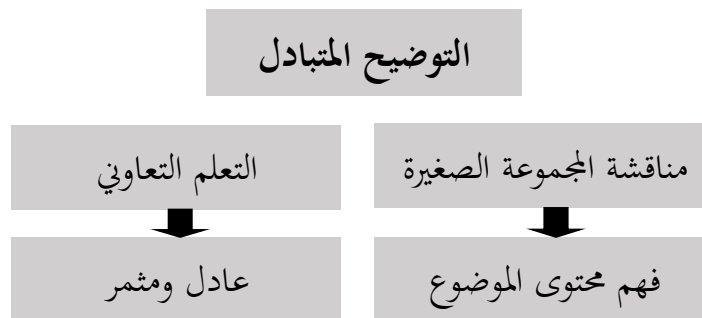 التوضيح المتبادل
مناقشة المجموعة الصغيرة
التعلم التعاوني
فهم محتوى الموضوع
عادل ومثمر